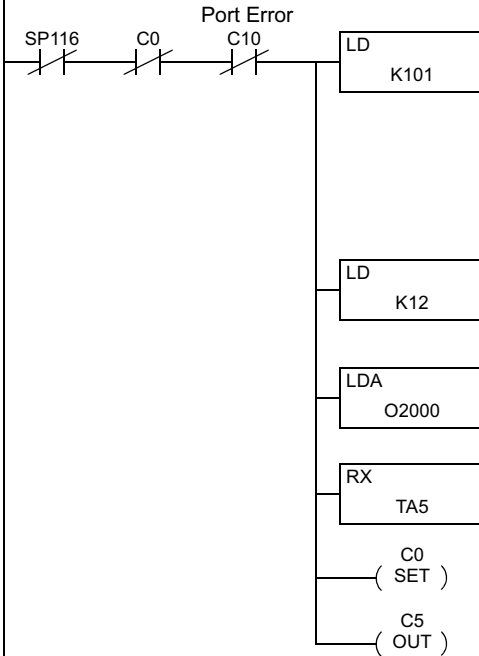 Port Error
SP116 C0 C10
LD
K101
LD
K12
LDA
O2000
RX
TA5
C0
( SET )
C5
( OUT )